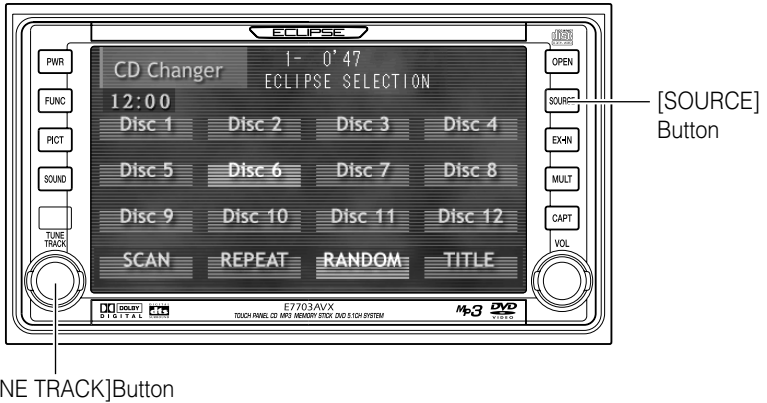 ECLIPSE
disc
PWR
FUNC
PICT
SOUND
TUNE
TRACK
CD Changer
1- 0'47
ECLIPSE SELECTION
12:00
Disc 1 Disc 2 Disc 3 Disc 4
Disc 5 Disc 6 Disc 7 Disc 8
Disc 9 Disc 10 Disc 11 Disc 12
SCAN REPEAT RANDOM TITLE
OPEN
SOURCE
EX-IN
MULT
CAPT
VOL
[SOURCE]
Button
DOLBY
DIGITAL
dts
E7703AVX
TOUCH PANEL CD MP3 MEMORY STICK DVD 5.1CH SYSTEM
MP3
DVD
VIDEO
NE TRACK]Button